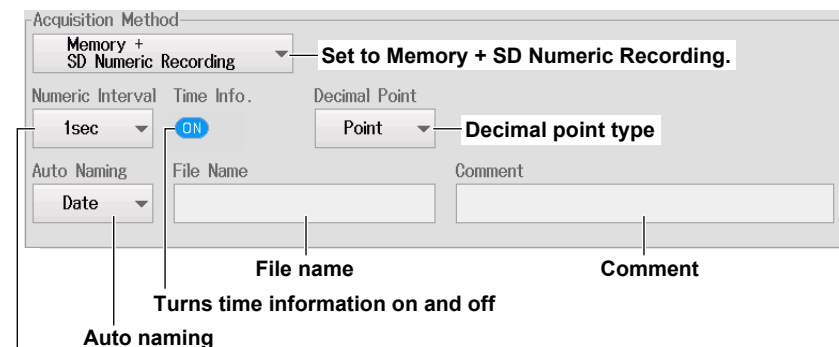 Acquisition Method
Memory +
SD Numeric Recording
Set to Memory + SD Numeric Recording.
Numeric Interval Time Info. Decimal Point
1sec ON Point Decimal point type
Auto Naming File Name Comment
Date
File name Comment
Turns time information on and off
Auto naming